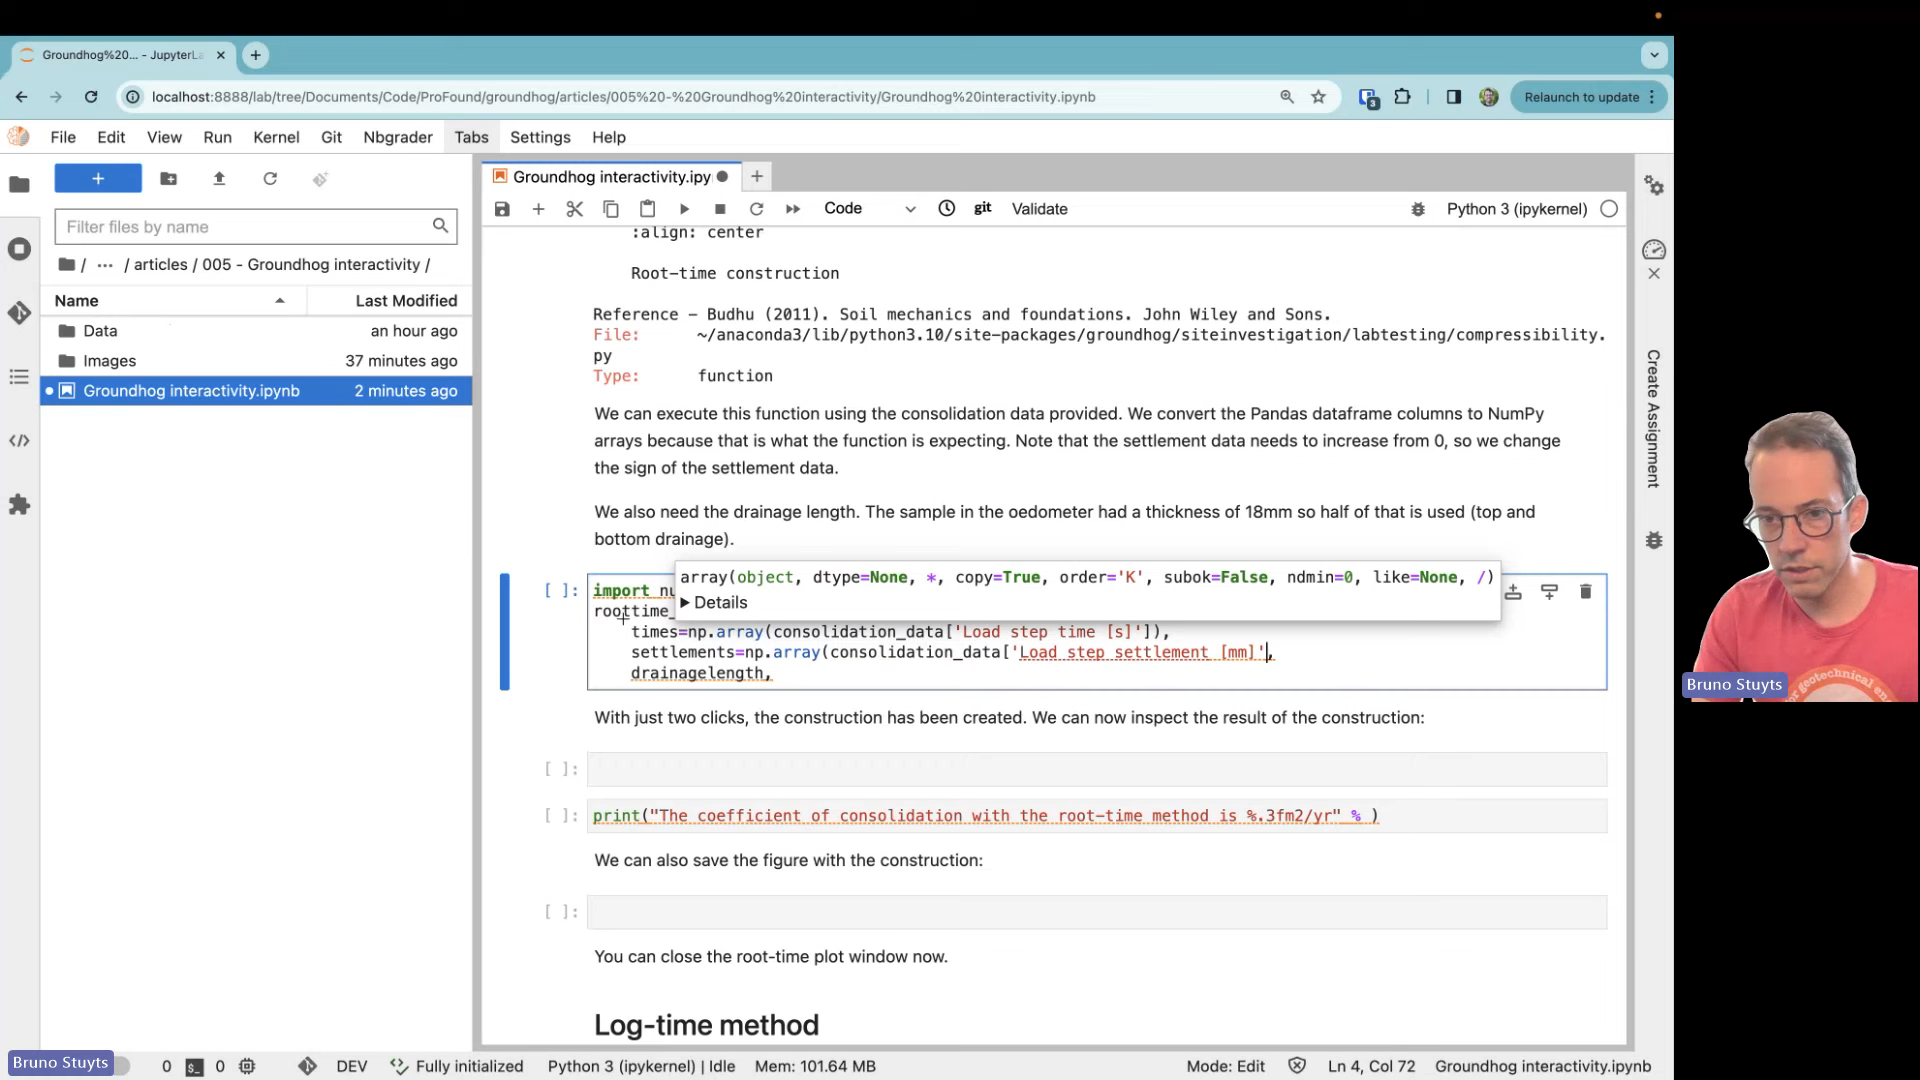 Groundhog%20... - JupyterLa
localhost:8888/lab/tree/Documents/Code/ProFound/groundhog/articles/005%20-%20Groundhog%20interactivity/Groundhog%20interactivity.ipynb
3
Relaunch to update
File Edit View Run Kernel Git Nbgrader Tabs Settings Help
Groundhog interactivity.ipy
Code
git
Validate
Python 3 (ipykernel)
Filter files by name
/ ... / articles / 005 - Groundhog interactivity /
Name Last Modified
Data an hour ago
Images 37 minutes ago
Groundhog interactivity.ipynb 2 minutes ago
:align: center
Root-time construction
Reference - Budhu (2011). Soil mechanics and foundations. John Wiley and Sons.
File: ~/anaconda3/lib/python3.10/site-packages/groundhog/siteinvestigation/labtesting/compressibility.
py
Type: function
We can execute this function using the consolidation data provided. We convert the Pandas dataframe columns to NumPy
arrays because that is what the function is expecting. Note that the settlement data needs to increase from 0, so we change
the sign of the settlement data.
We also need the drainage length. The sample in the oedometer had a thickness of 18mm so half of that is used (top and
bottom drainage).
array(object, dtype=None, *, copy=True, order='K', subok=False, ndmin=0, like=None, /)
Details
[ ]: import nu
roottime_
times=np.array(consolidation_data['Load step time [s]']),
settlements=np.array(consolidation_data['Load step settlement [mm]',
drainagelength,
With just two clicks, the construction has been created. We can now inspect the result of the construction:
[ ]:
[ ]: print("The coefficient of consolidation with the root-time method is %.3fm2/yr" % )
We can also save the figure with the construction:
[ ]:
You can close the root-time plot window now.
Log-time method
Create Assignment
Bruno Stuyts
Bruno Stuyts
0 0 DEV Fully initialized Python 3 (ipykernel) | Idle Mem: 101.64 MB Mode: Edit Ln 4, Col 72 Groundhog interactivity.ipynb